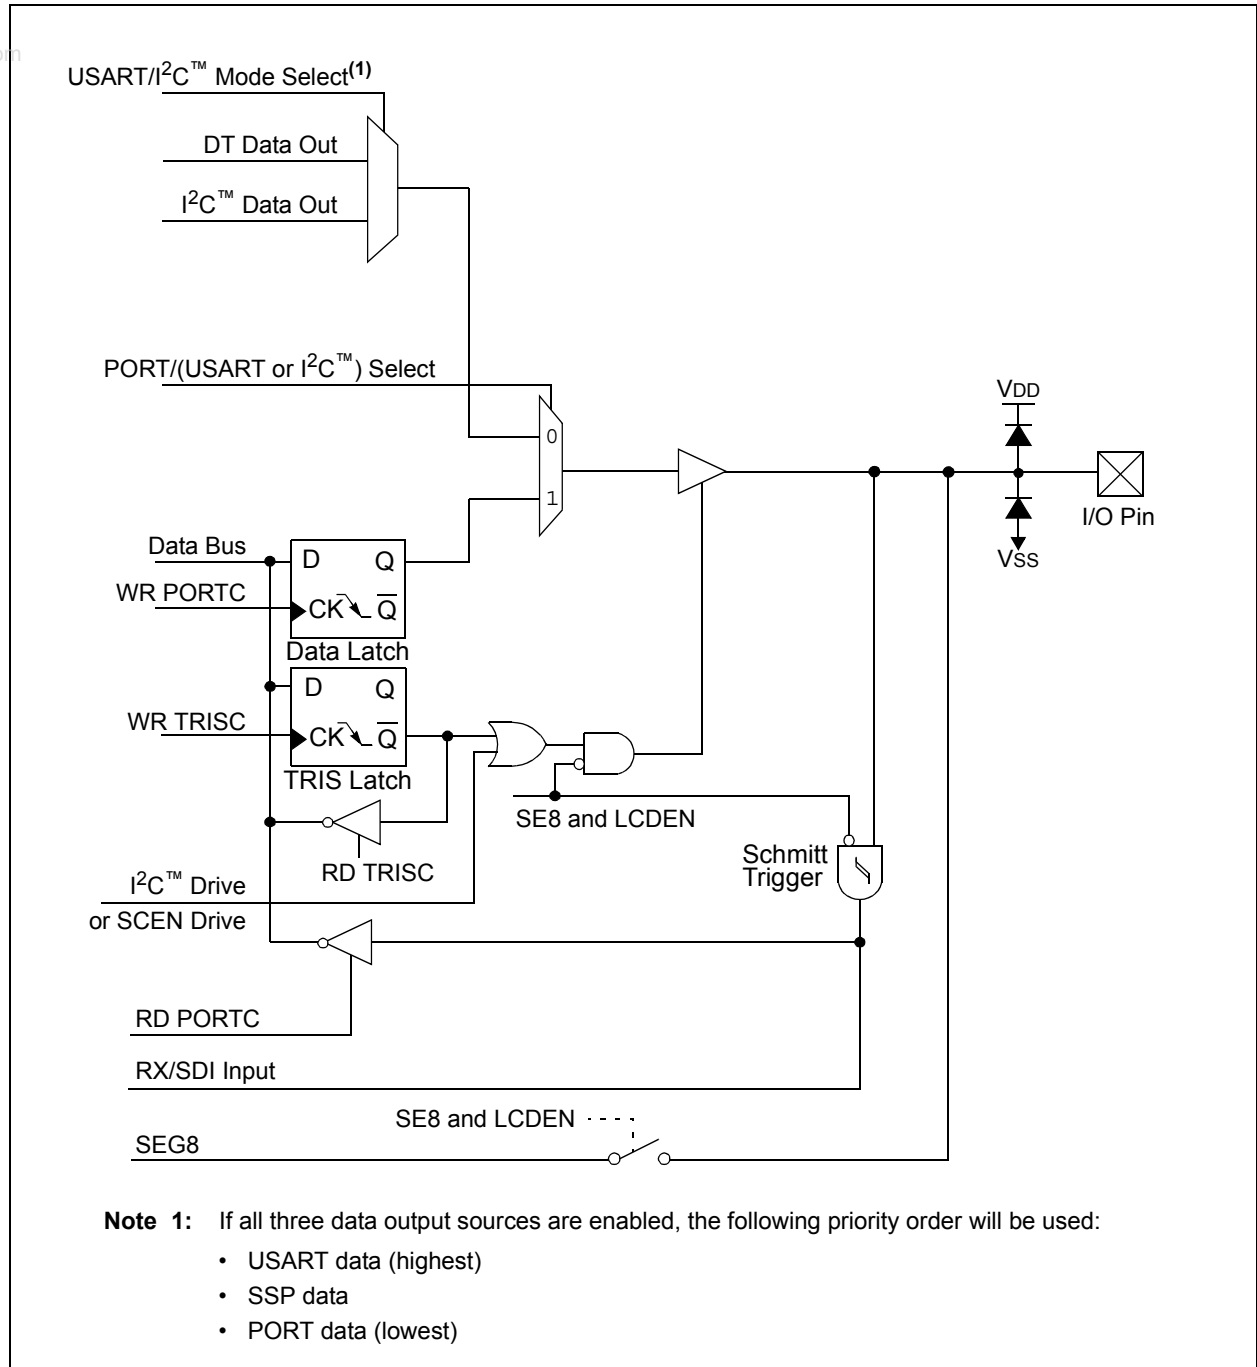 om
USART/I²C™ Mode Select(1)
DT Data Out
I²C™ Data Out
PORT/(USART or I²C™) Select
VDD
0
1
I/O Pin
VSS
Data Bus
D Q
WR PORTC
CK Q̅
Data Latch
D Q
WR TRISC
CK Q̅
TRIS Latch
SE8 and LCDEN
Schmitt
Trigger
RD TRISC
I²C™ Drive
or SCEN Drive
RD PORTC
RX/SDI Input
SE8 and LCDEN
SEG8
Note 1: If all three data output sources are enabled, the following priority order will be used:
• USART data (highest)
• SSP data
• PORT data (lowest)